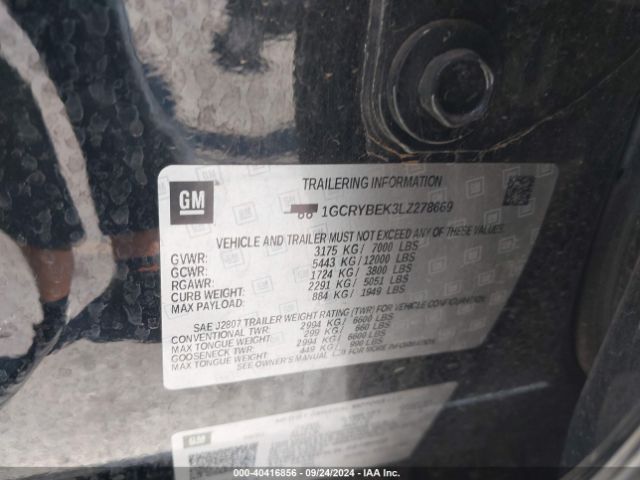 GM
TRAILERING INFORMATION
1GCRYBEK3LZ278669
VEHICLE AND TRAILER MUST NOT EXCEED ANY OF THESE
GVWR: 3175 KG/ 7000 LBS
GCWR: 5443 KG/12000 LBS
RGAWR: 1724 KG/ 3800 LBS
CURB WEIGHT: 2291 KG/ 5051 LBS
MAX PAYLOAD: 884 KG/ 1949 LBS
SAE J2807 TRAILER WEIGHT RATING (TWR) FOR VEHICLE CONFIGURATION.
CONVENTIONAL TWR: 2994 KG/ 6600 LBS
MAX TONGUE WEIGHT: 299 KG/ 660 LBS
GOOSENECK TWR: 2994 KG/ 6600 LBS
MAX TONGUE WEIGHT: 449 KG/ 990 LBS
SEE OWNER'S MANUAL FOR MORE INFORMATION.
GM
000-40416856 - 09/24/2024 - IAA Inc.